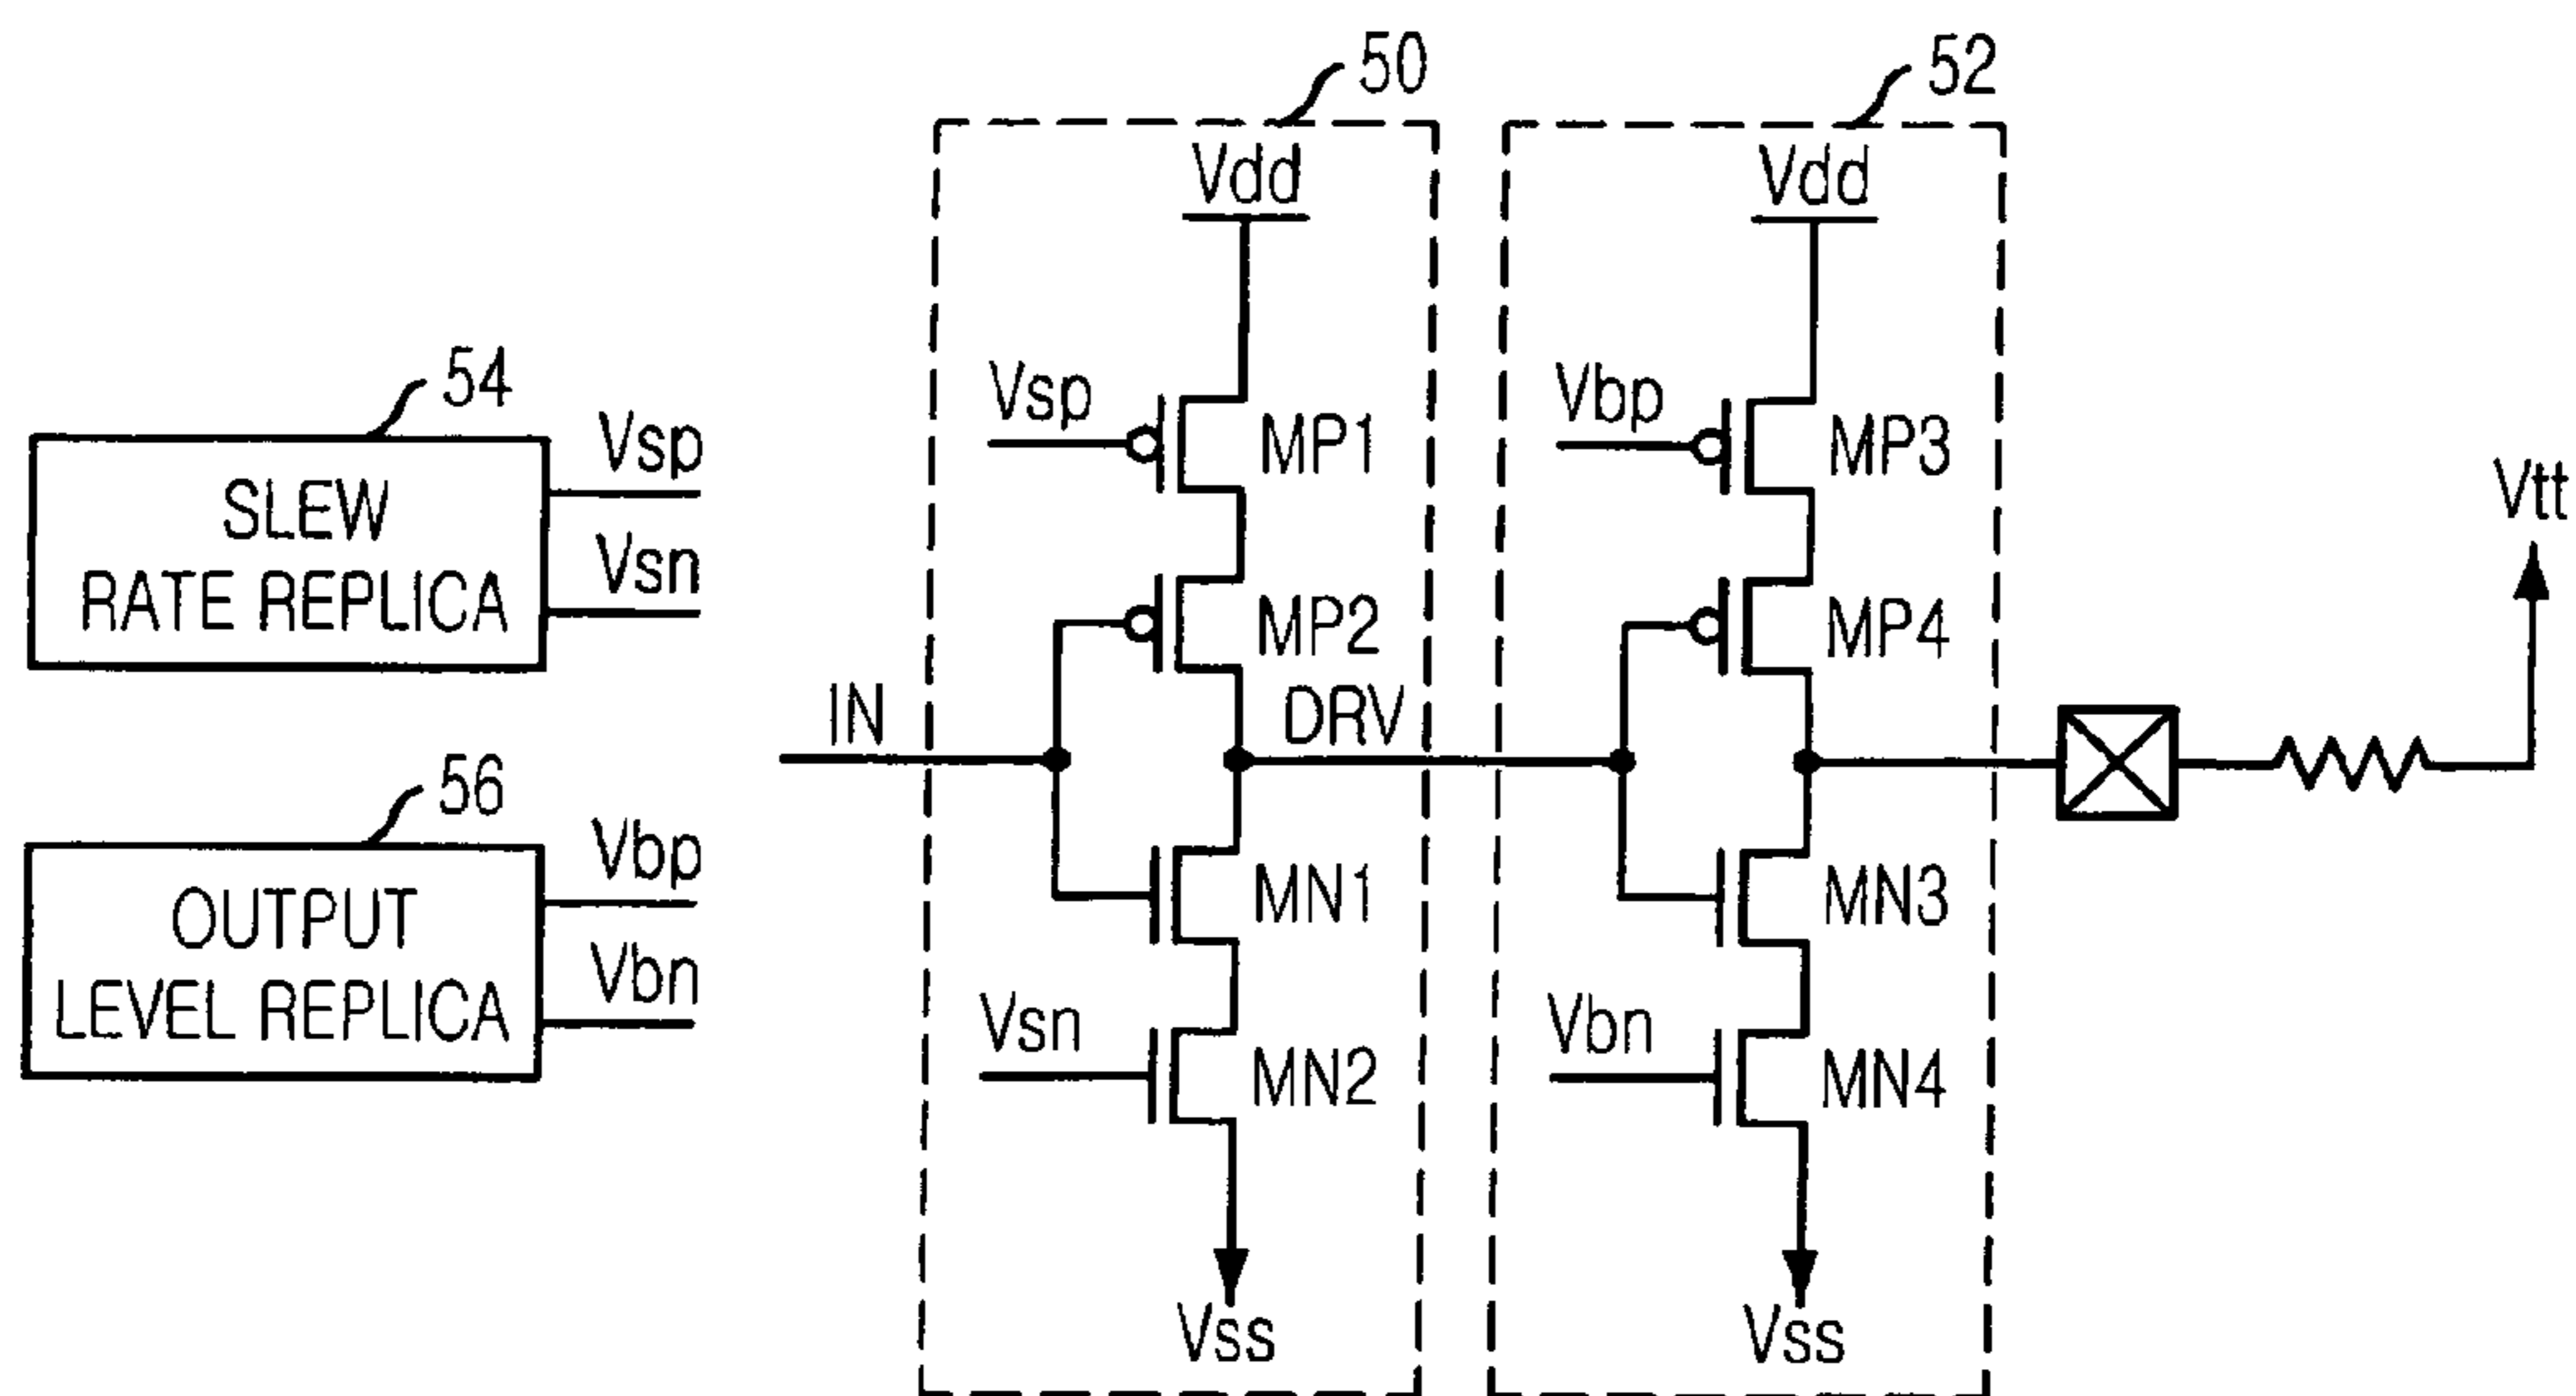 50
52
Vdd
Vdd
54
Vsp
Vbp
Vsp
MP1
MP3
SLEW
RATE REPLICA
Vsn
Vtt
MP2
MP4
IN
DRV
56
Vbp
OUTPUT
LEVEL REPLICA
Vbn
MN1
MN3
Vsn
Vbn
MN2
MN4
Vss
Vss